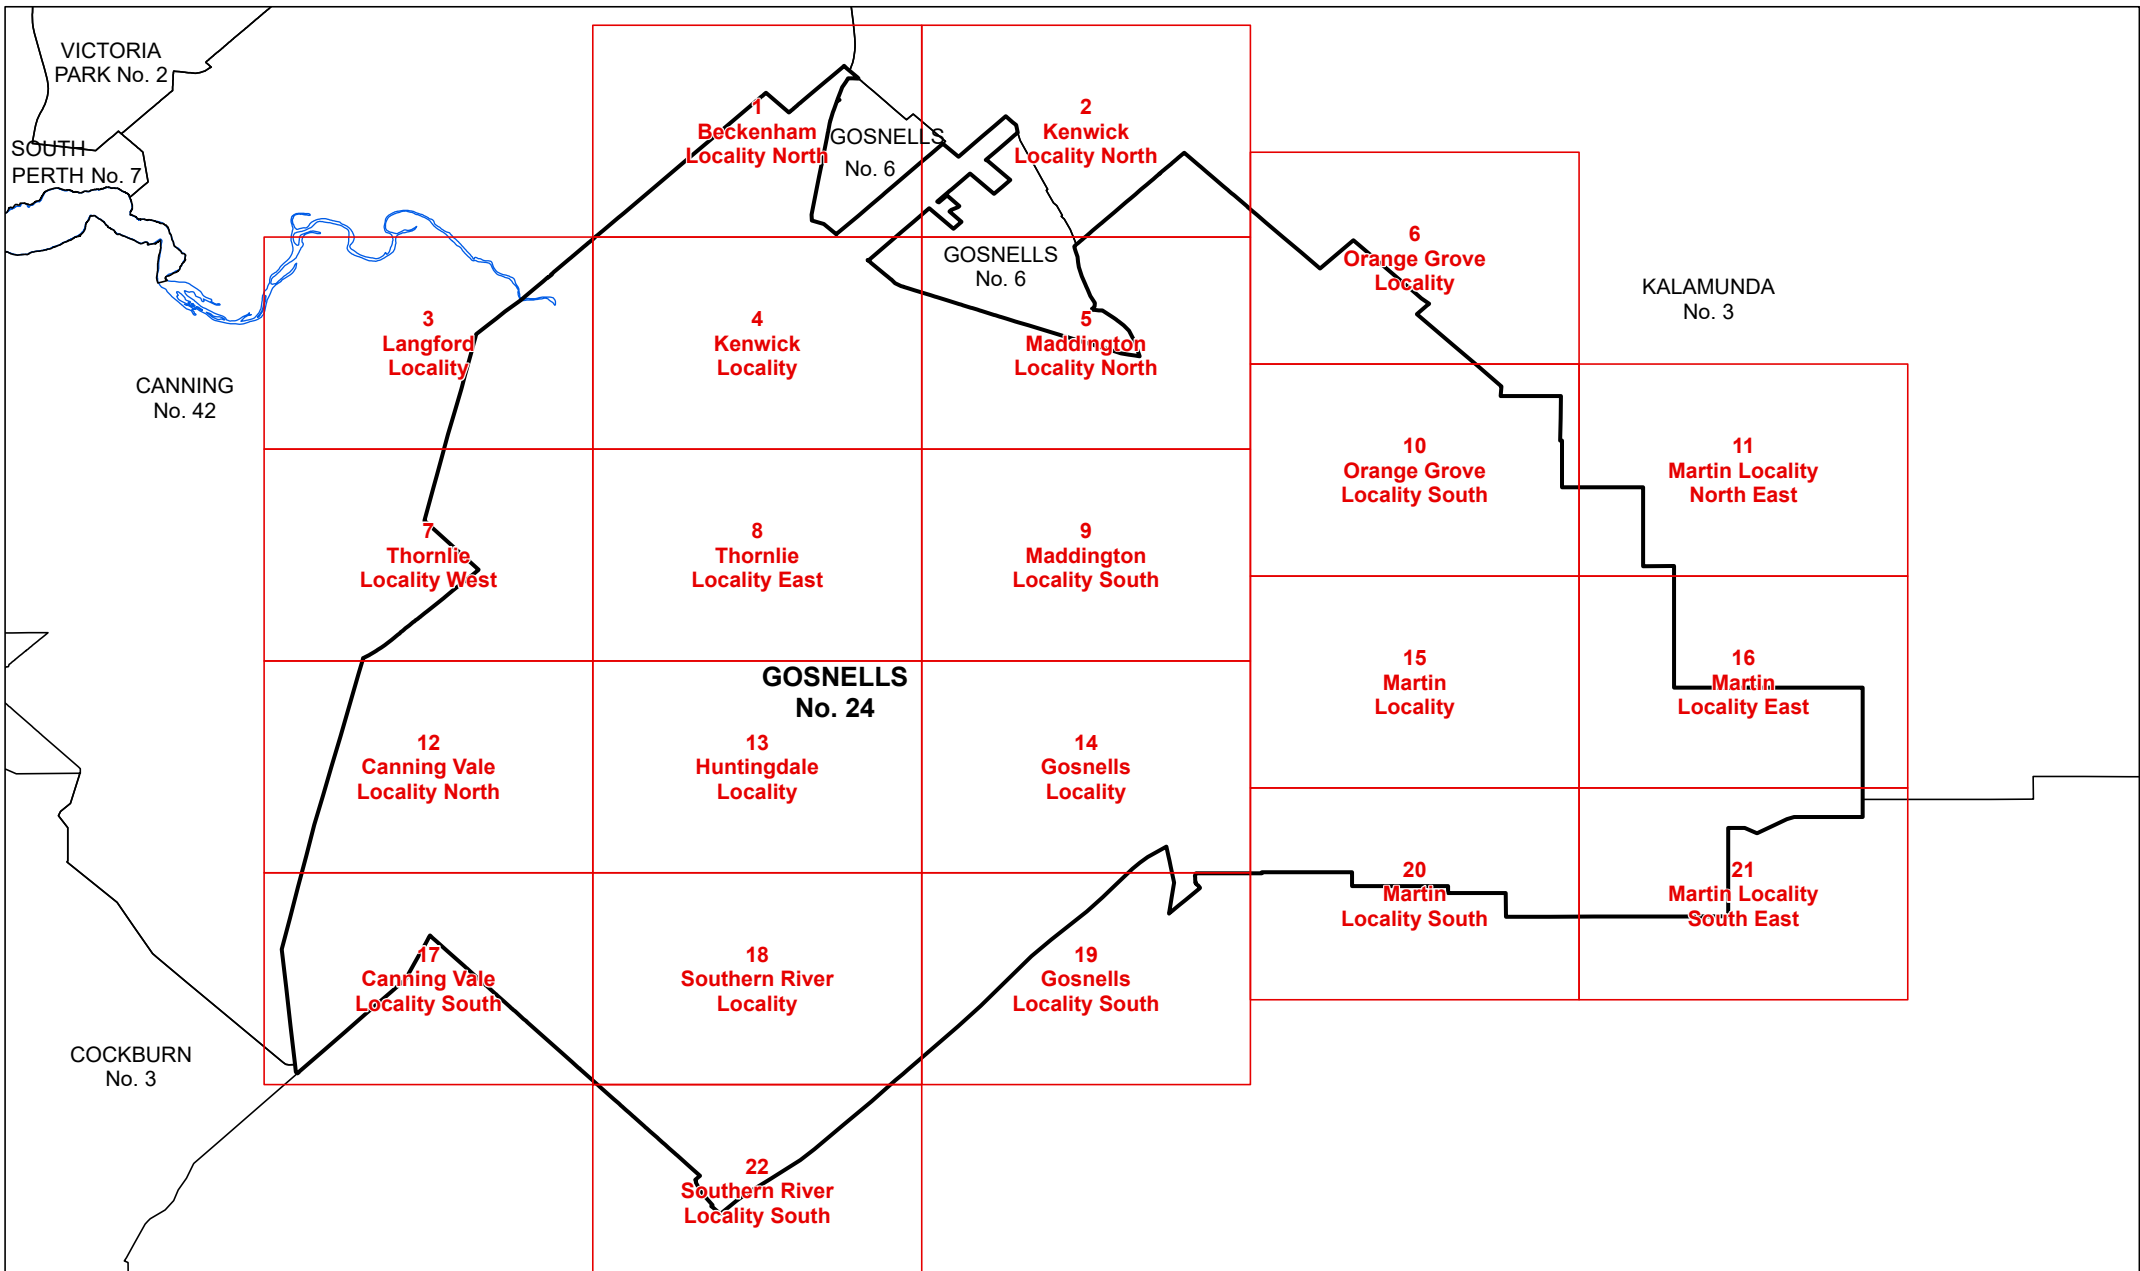 VICTORIA
PARK No. 2
SOUTH
PERTH No. 7
1
Beckenham
Locality North
GOSNELLS
No. 6
2
Kenwick
Locality North
GOSNELLS
No. 6
6
Orange Grove
Locality
KALAMUNDA
No. 3
3
Langford
Locality
4
Kenwick
Locality
5
Maddington
Locality North
CANNING
No. 42
10
Orange Grove
Locality South
11
Martin Locality
North East
7
Thornlie
Locality West
8
Thornlie
Locality East
9
Maddington
Locality South
GOSNELLS
No. 24
15
Martin
Locality
16
Martin
Locality East
12
Canning Vale
Locality North
13
Huntingdale
Locality
14
Gosnells
Locality
20
Martin
Locality South
21
Martin Locality
South East
17
Canning Vale
Locality South
18
Southern River
Locality
19
Gosnells
Locality South
COCKBURN
No. 3
22
Southern River
Locality South